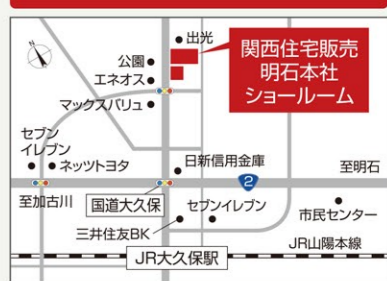 出光
公園
エネオス
マックスバリュ
関西住宅販売
明石本社
ショールーム
セブン
イレブン
ネッツトヨタ
日新信用金庫
至明石
2
至加古川
国道大久保
セブンイレブン
市民センター
三井住友BK
JR山陽本線
JR大久保駅